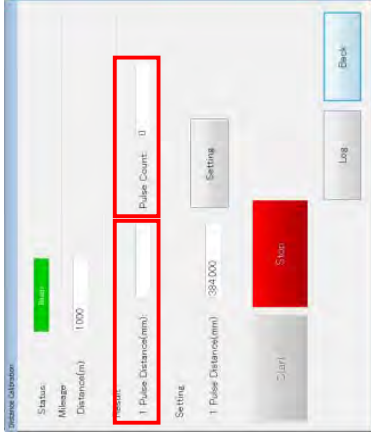 Distance Calibration
Status:
Mileage
Distance(m): 1000
Result
1 Pulse Distance(mm): Pulse Count: 0
Setting
1 Pulse Distance(mm): 384.000 Setting
Start Stop
Log Back